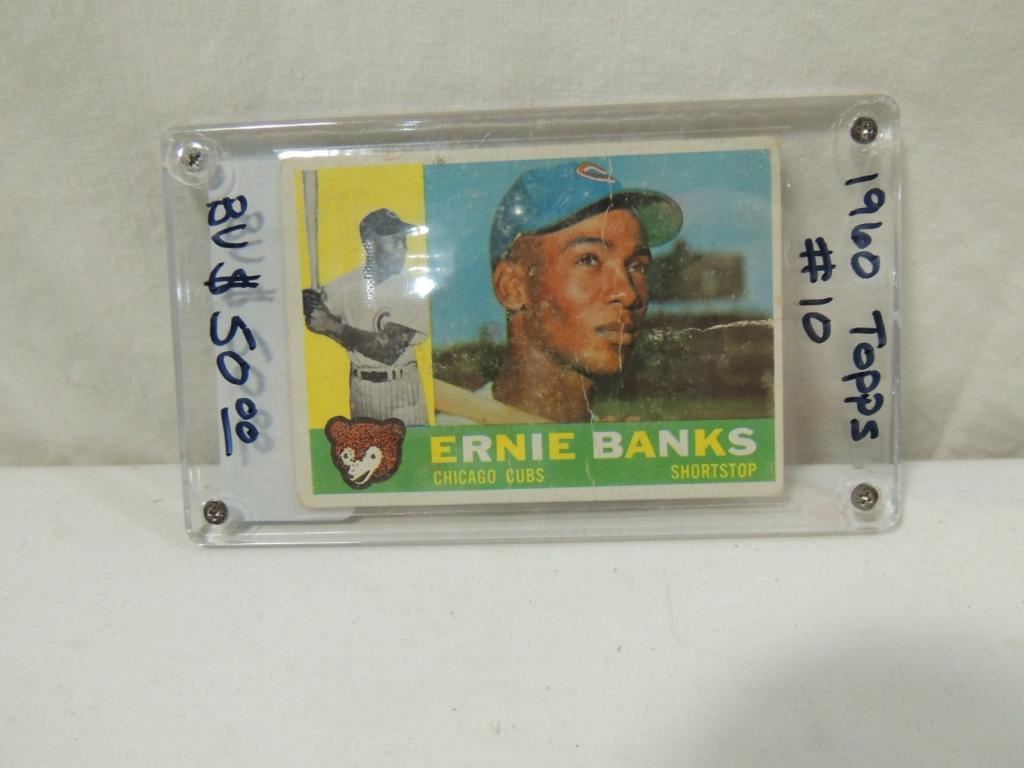 BV $ 50.00
ERNIE BANKS
CHICAGO CUBS SHORTSTOP
1960 Topps
#10